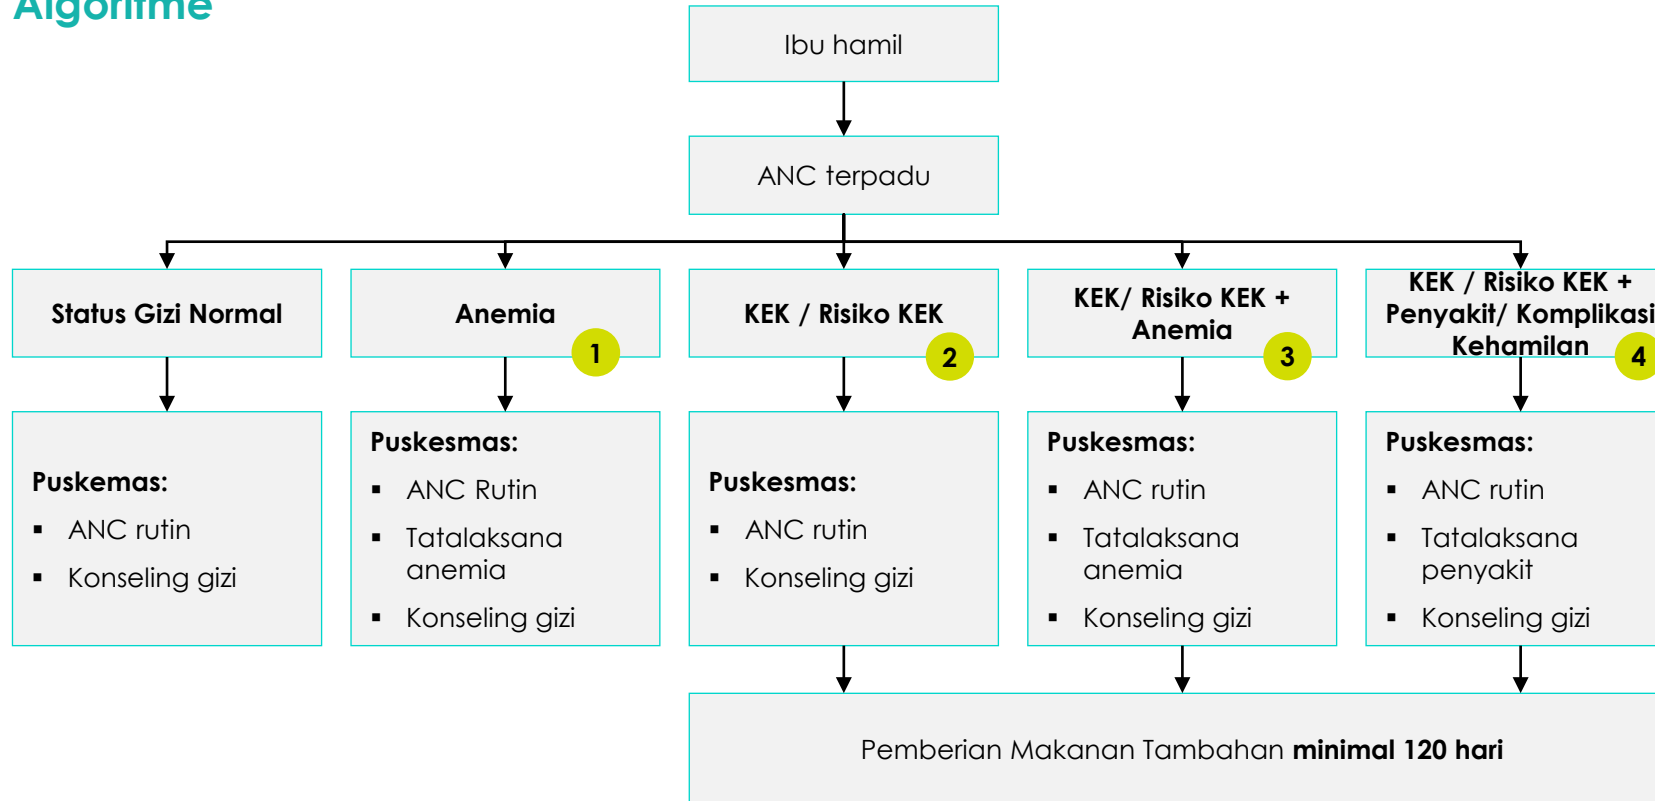 Algoritme
Ibu hamil
ANC terpadu
Status Gizi Normal
Anemia
1
KEK / Risiko KEK
2
KEK/ Risiko KEK +
Anemia
3
KEK / Risiko KEK +
Penyakit/ Komplikasi
Kehamilan
4
Puskemas:
▪ ANC rutin
▪ Konseling gizi
Puskesmas:
▪ ANC Rutin
▪ Tatalaksana
anemia
▪ Konseling gizi
Puskesmas:
▪ ANC rutin
▪ Konseling gizi
Puskesmas:
▪ ANC rutin
▪ Tatalaksana
anemia
▪ Konseling gizi
Puskesmas:
▪ ANC rutin
▪ Tatalaksana
penyakit
▪ Konseling gizi
Pemberian Makanan Tambahan minimal 120 hari